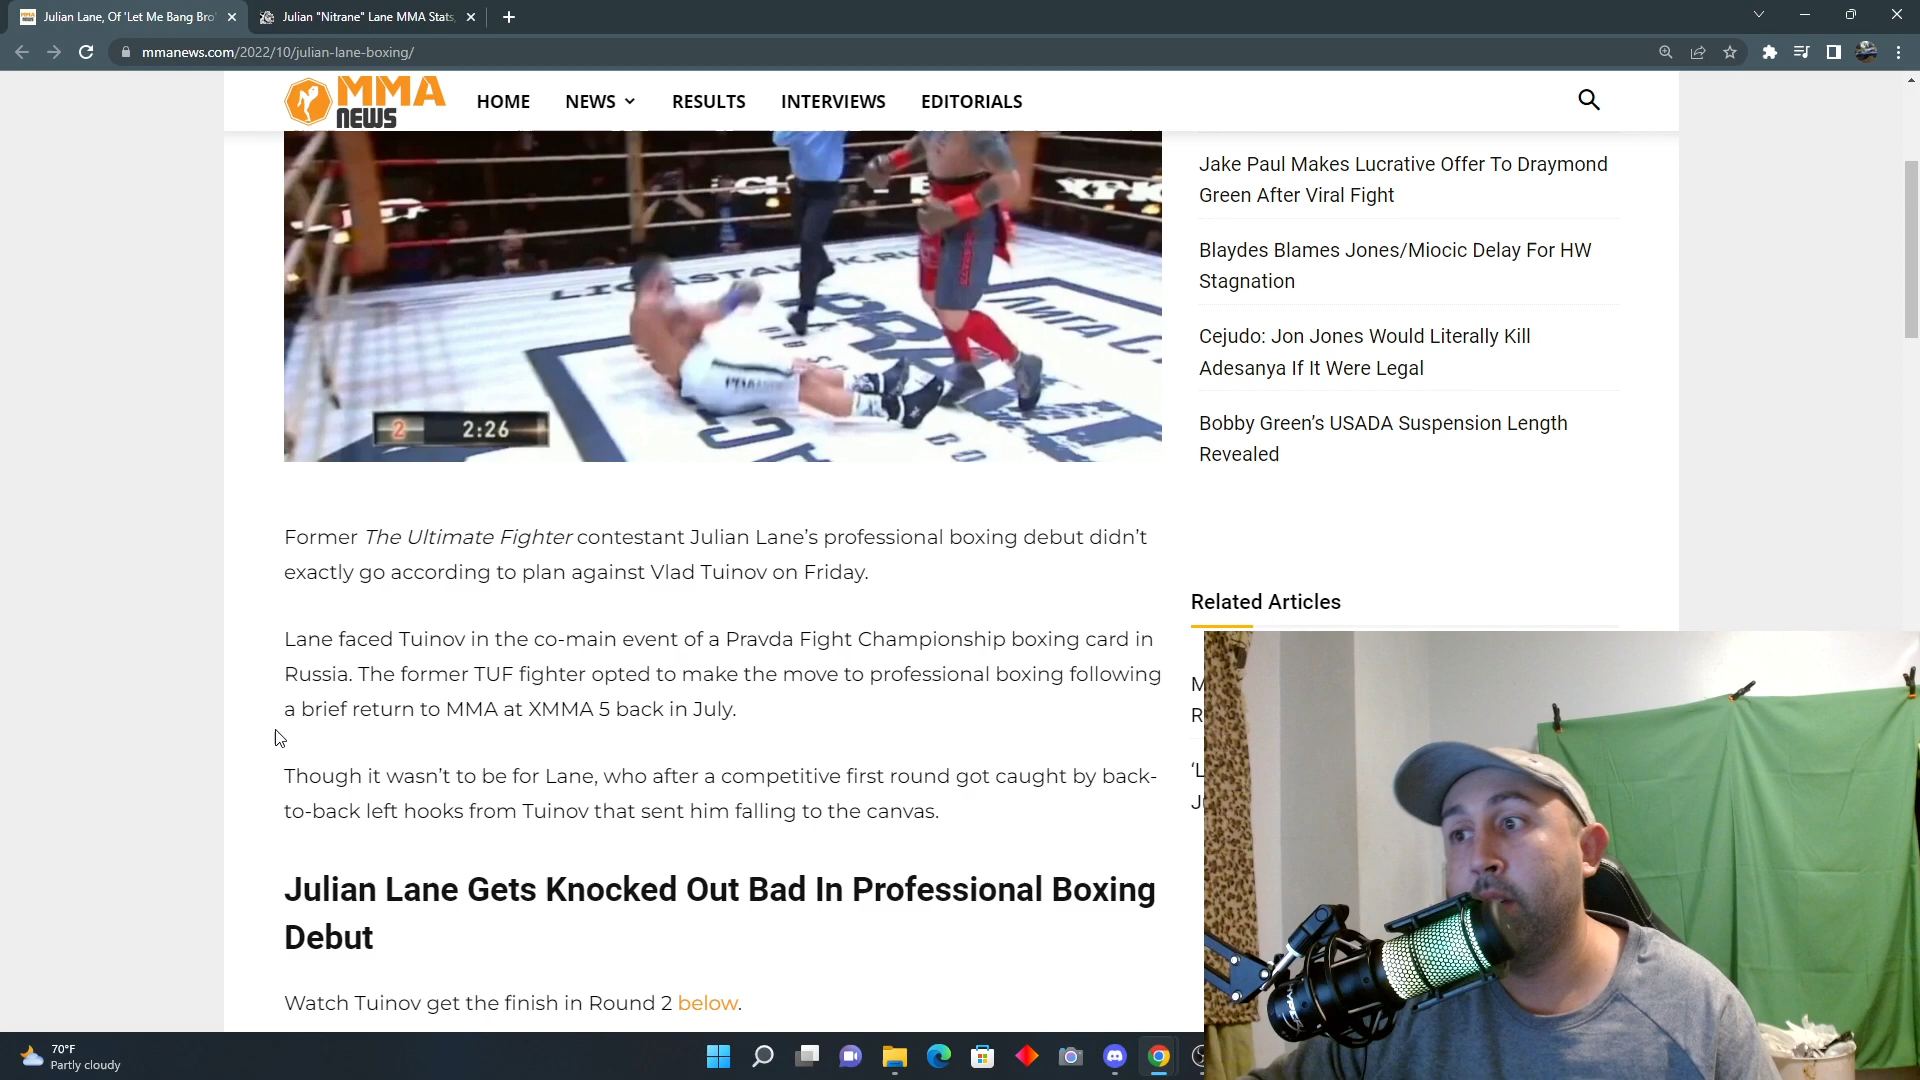 Julian Lane, Of 'Let Me Bang Bro'
Julian "Nitrane" Lane MMA Stats,
mmanews.com/2022/10/julian-lane-boxing/
MMA NEWS
HOME NEWS RESULTS INTERVIEWS EDITORIALS
LIGASTAVK.RU
2 2:26
Jake Paul Makes Lucrative Offer To Draymond
Green After Viral Fight
Blaydes Blames Jones/Miocic Delay For HW
Stagnation
Cejudo: Jon Jones Would Literally Kill
Adesanya If It Were Legal
Bobby Green's USADA Suspension Length
Revealed
Former The Ultimate Fighter contestant Julian Lane's professional boxing debut didn't
exactly go according to plan against Vlad Tuinov on Friday.
Lane faced Tuinov in the co-main event of a Pravda Fight Championship boxing card in
Russia. The former TUF fighter opted to make the move to professional boxing following
a brief return to MMA at XMMA 5 back in July.
Though it wasn't to be for Lane, who after a competitive first round got caught by back-
to-back left hooks from Tuinov that sent him falling to the canvas.
Julian Lane Gets Knocked Out Bad In Professional Boxing
Debut
Watch Tuinov get the finish in Round 2 below.
Related Articles
70°F
Partly cloudy